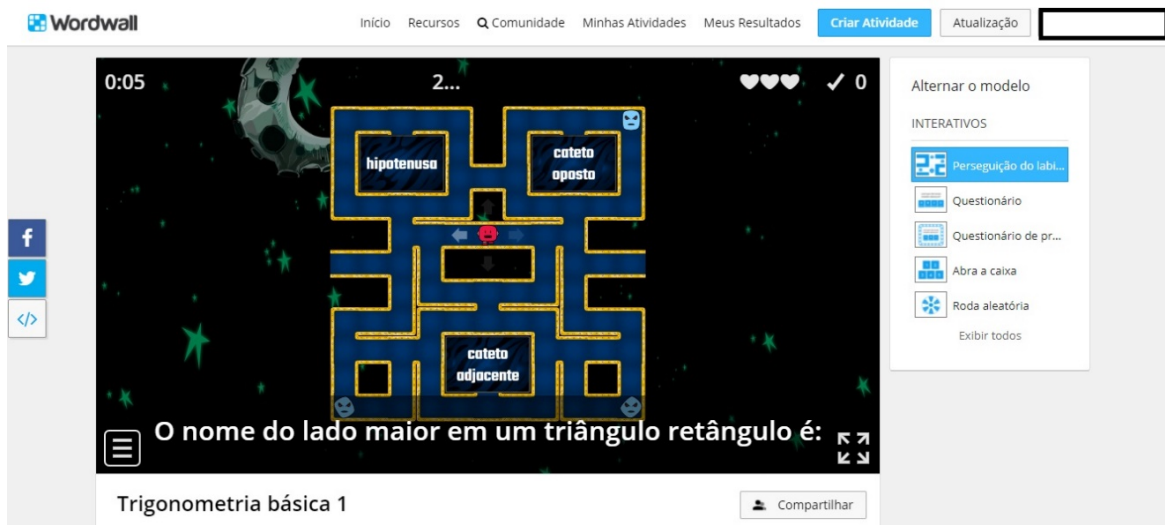 Wordwall
Início Recursos Comunidade Minhas Atividades Meus Resultados Criar Atividade Atualização
0:05 2... 0
hipotenusa
cateto
oposto
cateto
adjacente
O nome do lado maior em um triângulo retângulo é:
Trigonometria básica 1
Compartilhar
Alternar o modelo
INTERATIVOS
Perseguição do labi...
Questionário
Questionário de pr...
Abra a caixa
Roda aleatória
Exibir todos
f
</>